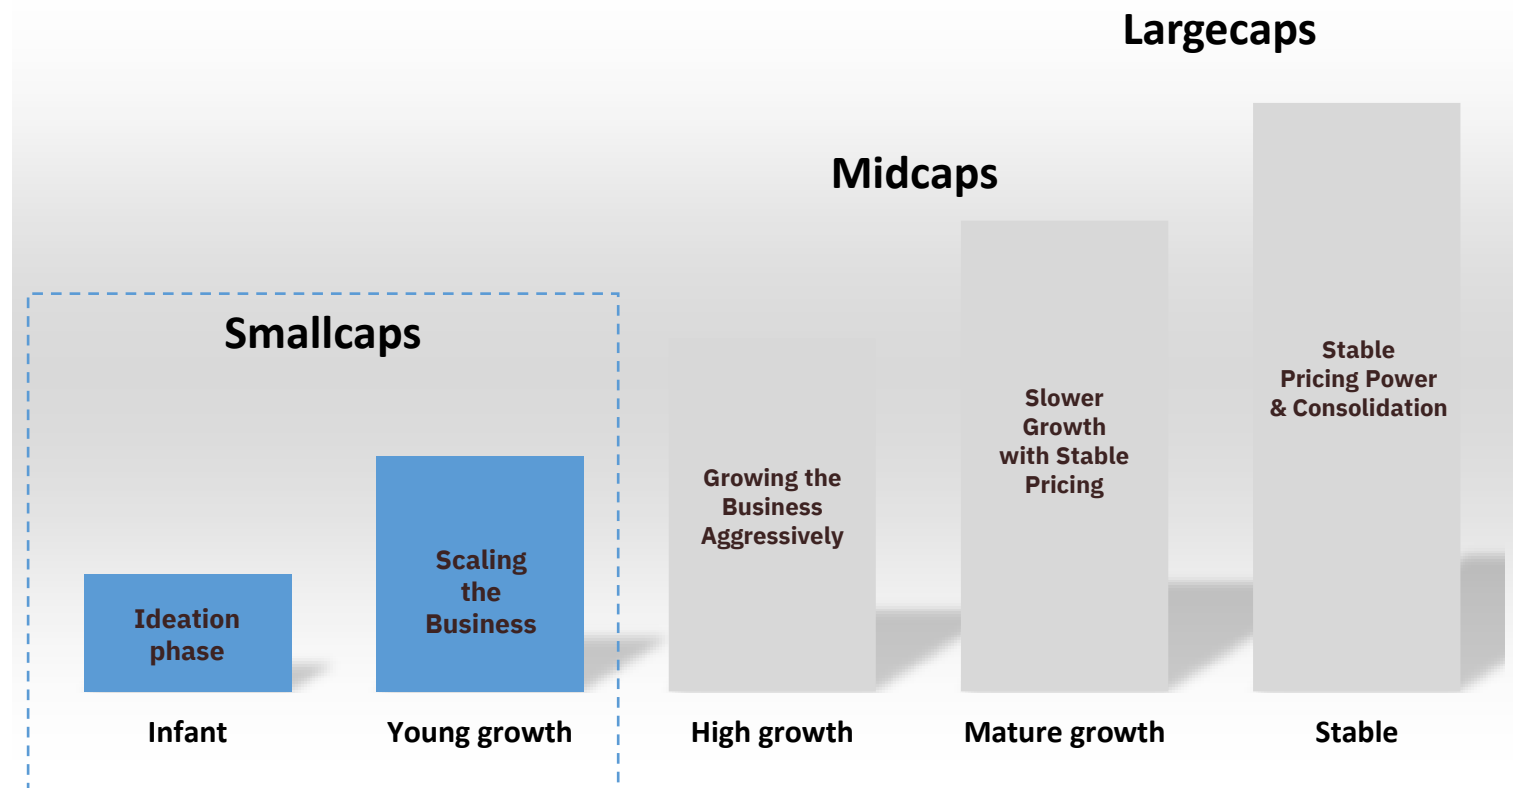 Largecaps
Midcaps
Smallcaps
Ideation
phase
Scaling
the
Business
Growing the
Business
Aggressively
Slower
Growth
with Stable
Pricing
Stable
Pricing Power
& Consolidation
Infant
Young growth
High growth
Mature growth
Stable